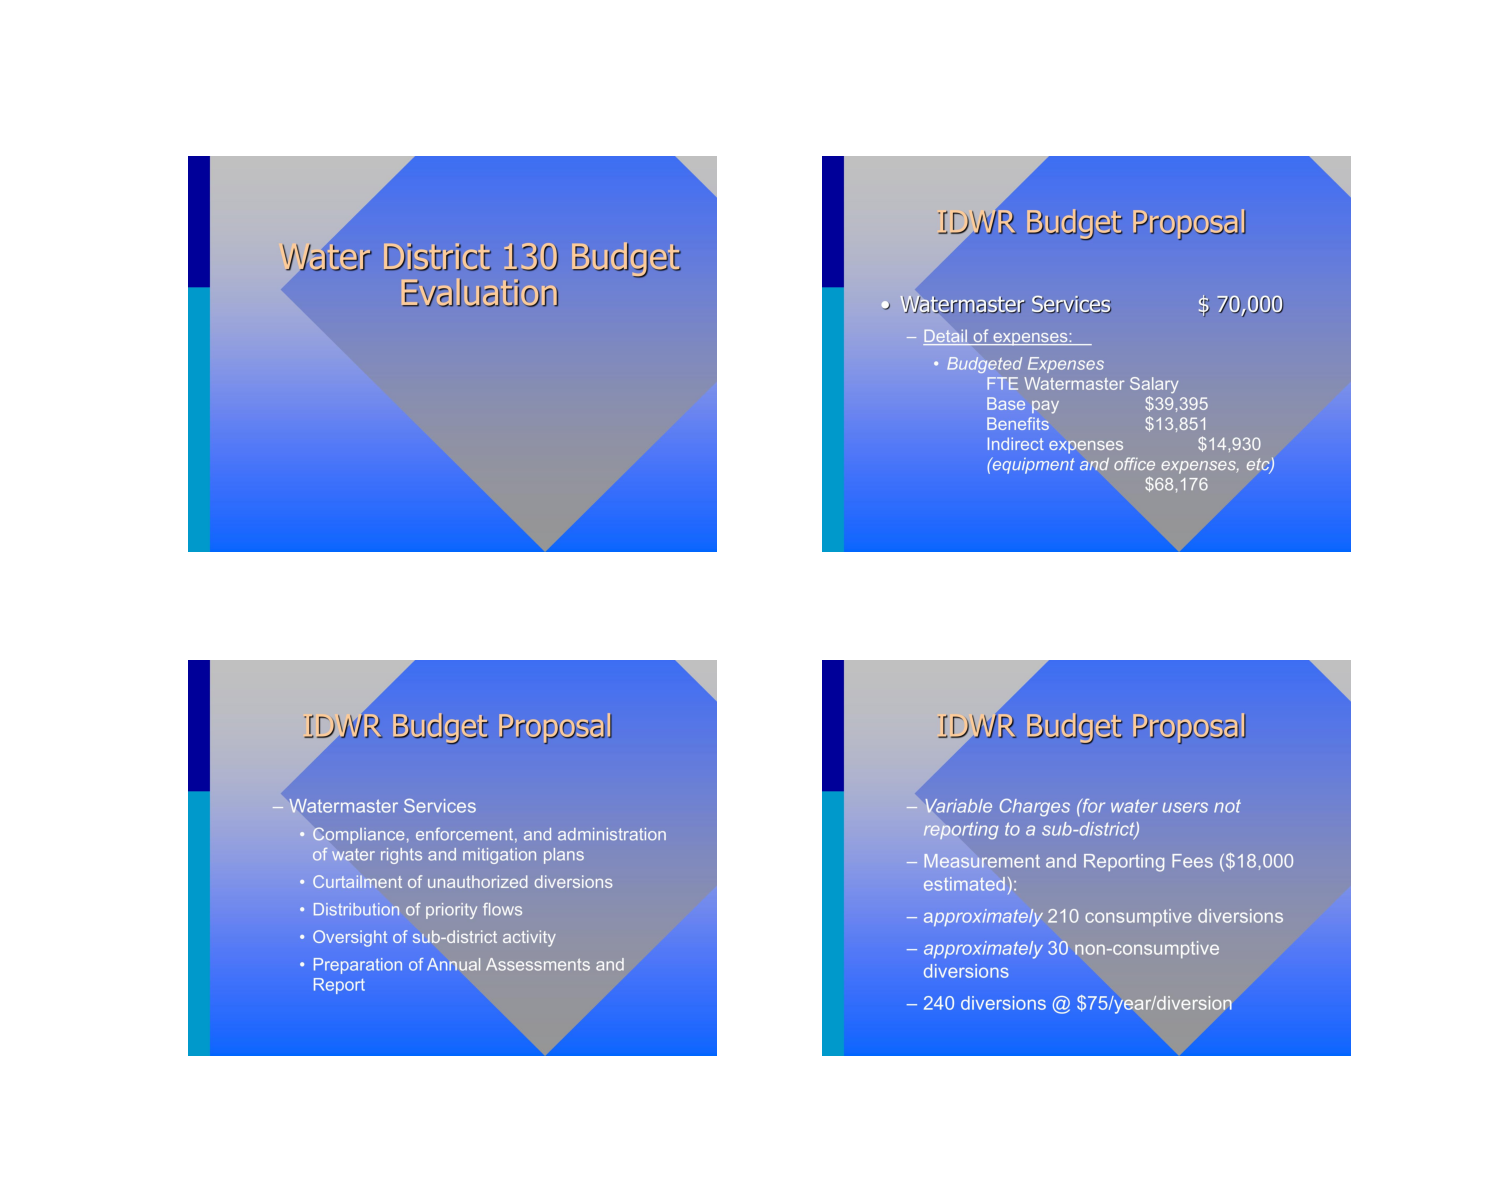 Water District 130 Budget
Evaluation
IDWR Budget Proposal
• Watermaster Services $ 70,000
– Detail of expenses:
• Budgeted Expenses
FTE Watermaster Salary
Base pay $39,395
Benefits $13,851
Indirect expenses $14,930
(equipment and office expenses, etc)
$68,176
IDWR Budget Proposal
– Watermaster Services
• Compliance, enforcement, and administration
of water rights and mitigation plans
• Curtailment of unauthorized diversions
• Distribution of priority flows
• Oversight of sub-district activity
• Preparation of Annual Assessments and
Report
IDWR Budget Proposal
– Variable Charges (for water users not
reporting to a sub-district)
– Measurement and Reporting Fees ($18,000
estimated):
– approximately 210 consumptive diversions
– approximately 30 non-consumptive
diversions
– 240 diversions @ $75/year/diversion